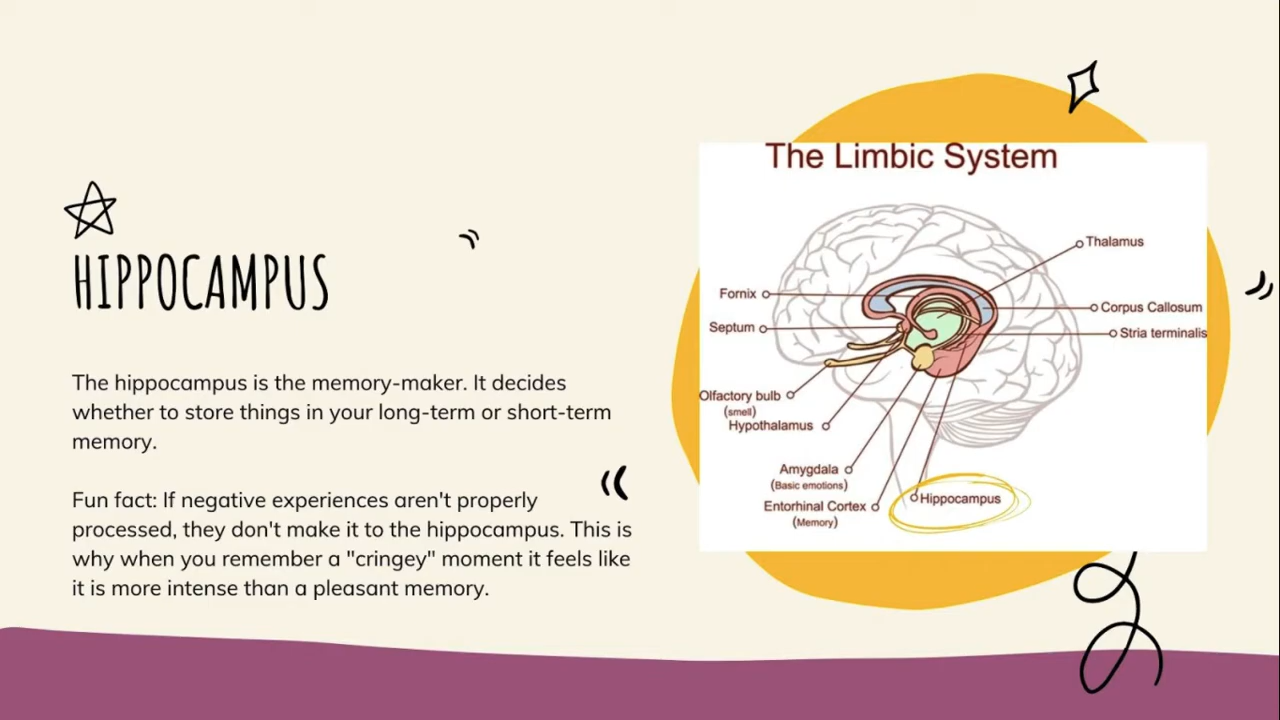 HIPPOCAMPUS
The hippocampus is the memory-maker. It decides
whether to store things in your long-term or short-term
memory.
Fun fact: If negative experiences aren't properly
processed, they don't make it to the hippocampus. This is
why when you remember a "cringey" moment it feels like
it is more intense than a pleasant memory.
The Limbic System
Thalamus
Fornix
Corpus Callosum
Septum
Stria terminalis
Olfactory bulb
(smell)
Hypothalamus
Amygdala
(Basic emotions)
Hippocampus
Entorhinal Cortex
(Memory)